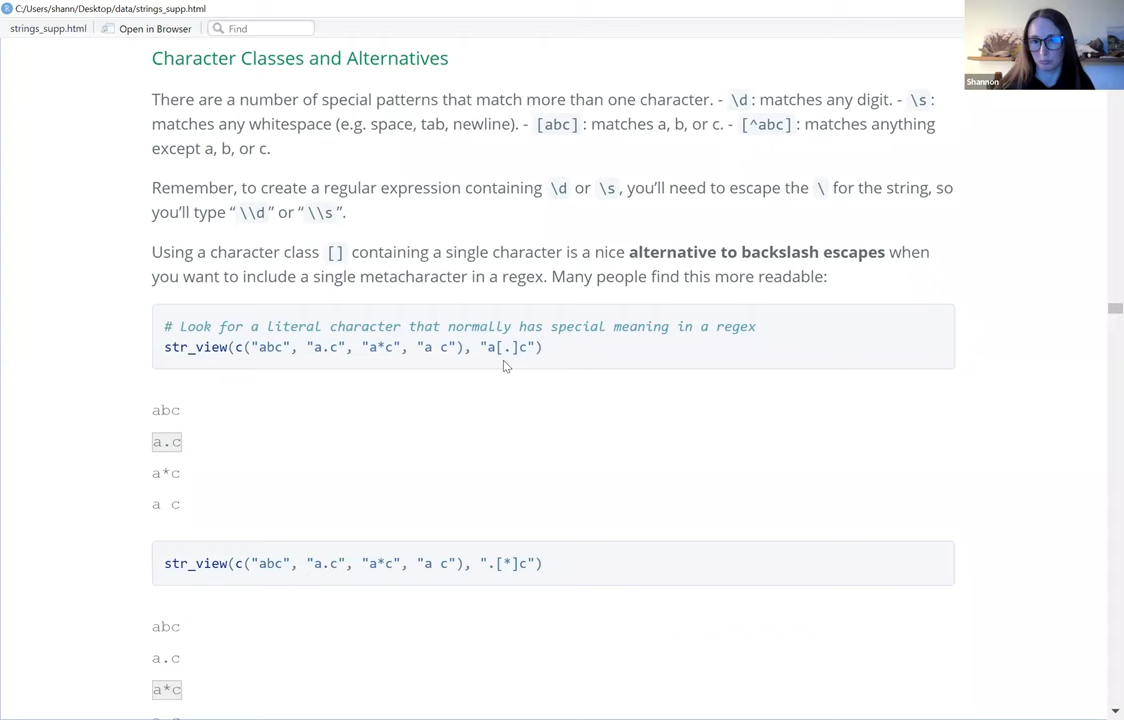 C:/Users/shann/Desktop/data/strings_supp.html
strings_supp.html Open in Browser Find
Shannon
Character Classes and Alternatives
There are a number of special patterns that match more than one character. - \d : matches any digit. - \s :
matches any whitespace (e.g. space, tab, newline). - [abc] : matches a, b, or c. - [^abc] : matches anything
except a, b, or c.
Remember, to create a regular expression containing \d or \s , you’ll need to escape the \ for the string, so
you’ll type “ \\d ” or “ \\s ”.
Using a character class [] containing a single character is a nice alternative to backslash escapes when
you want to include a single metacharacter in a regex. Many people find this more readable:
# Look for a literal character that normally has special meaning in a regex
str_view(c("abc", "a.c", "a*c", "a c"), "a[.]c")
abc
a.c
a*c
a c
str_view(c("abc", "a.c", "a*c", "a c"), ".[*]c")
abc
a.c
a*c